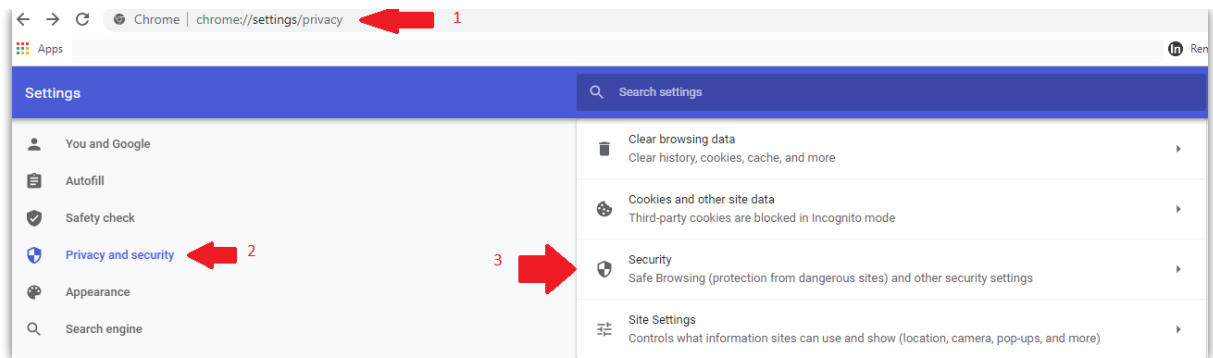 Chrome | chrome://settings/privacy 1
Apps
In Ren
Settings
Search settings
You and Google
Autofill
Safety check
Privacy and security 2
Appearance
Search engine
Clear browsing data
Clear history, cookies, cache, and more
Cookies and other site data
Third-party cookies are blocked in Incognito mode
3
Security
Safe Browsing (protection from dangerous sites) and other security settings
Site Settings
Controls what information sites can use and show (location, camera, pop-ups, and more)